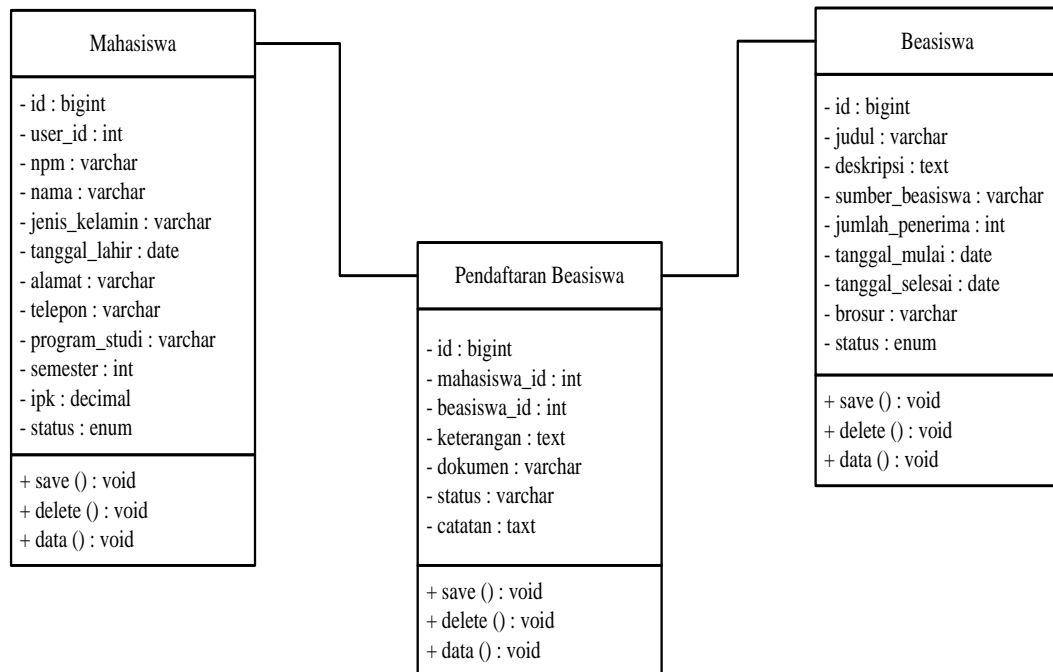 Mahasiswa
- id : bigint
- user_id : int
- npm : varchar
- nama : varchar
- jenis_kelamin : varchar
- tanggal_lahir : date
- alamat : varchar
- telepon : varchar
- program_studi : varchar
- semester : int
- ipk : decimal
- status : enum
+ save () : void
+ delete () : void
+ data () : void
Pendaftaran Beasiswa
- id : bigint
- mahasiswa_id : int
- beasiswa_id : int
- keterangan : text
- dokumen : varchar
- status : varchar
- catatan : taxt
+ save () : void
+ delete () : void
+ data () : void
Beasiswa
- id : bigint
- judul : varchar
- deskripsi : text
- sumber_beasiswa : varchar
- jumlah_penerima : int
- tanggal_mulai : date
- tanggal_selesai : date
- brosur : varchar
- status : enum
+ save () : void
+ delete () : void
+ data () : void